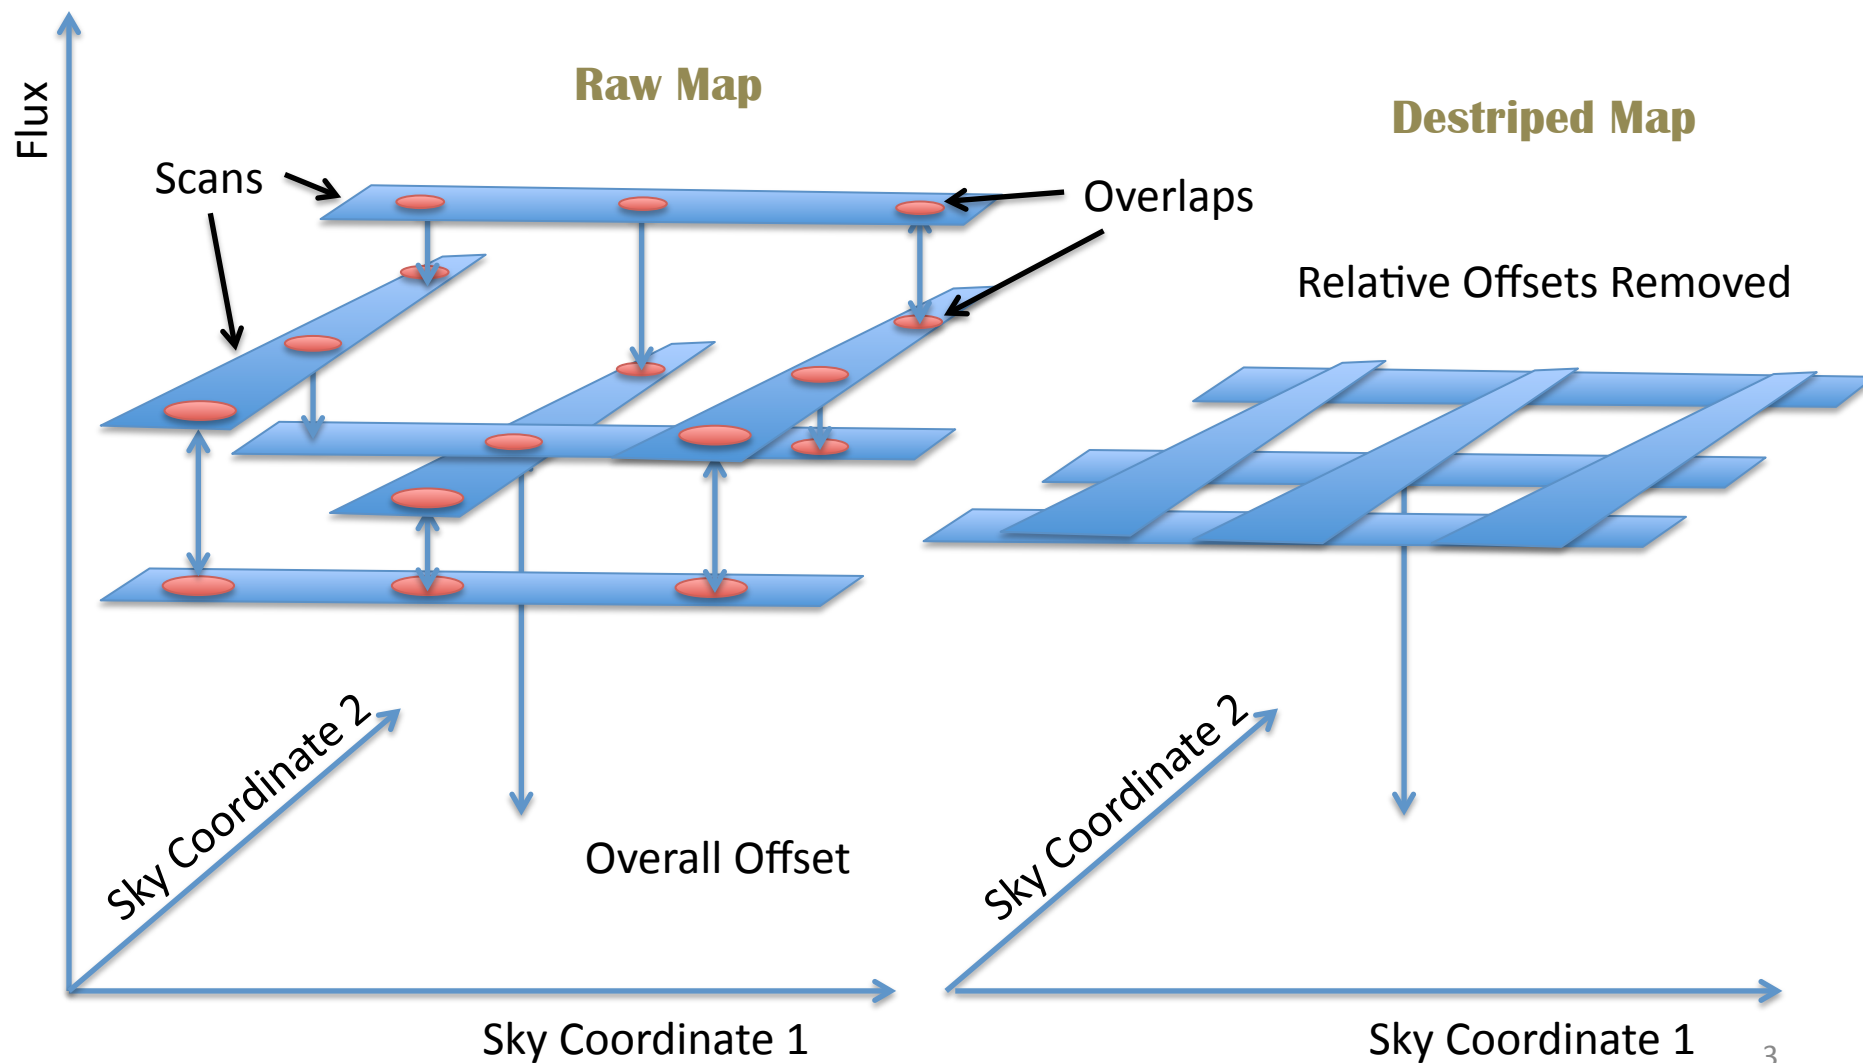 Flux
Raw Map
Destriped Map
Scans
Overlaps
Relative Offsets Removed
Sky Coordinate 2
Sky Coordinate 2
Overall Offset
Sky Coordinate 1
Sky Coordinate 1
3